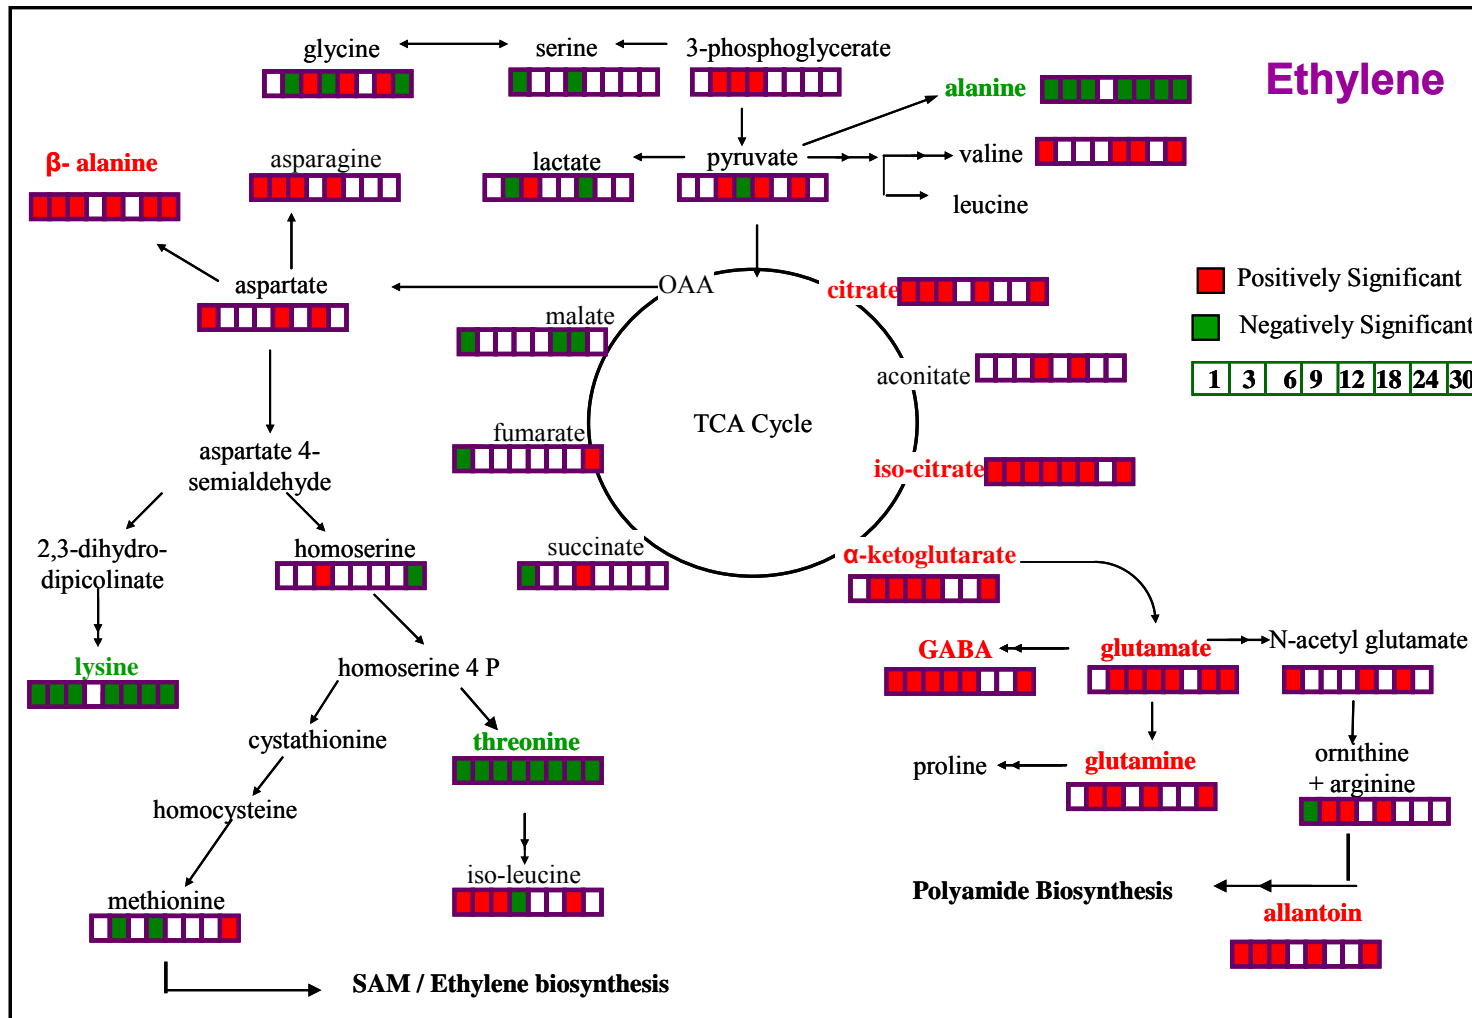 Ethylene
glycine
serine
3-phosphoglycerate
alanine
β- alanine
asparagine
lactate
pyruvate
valine
leucine
aspartate
OAA
citrate
Positively Significant
malate
Negatively Significant
aconitate
1 3 6 9 12 18 24 30
TCA Cycle
fumarate
aspartate 4-
semialdehyde
iso-citrate
2,3-dihydro-
dipicolinate
homoserine
succinate
α-ketoglutarate
lysine
homoserine 4 P
GABA
glutamate
N-acetyl glutamate
cystathionine
threonine
proline
glutamine
ornithine
+ arginine
homocysteine
iso-leucine
methionine
Polyamide Biosynthesis
allantoin
SAM / Ethylene biosynthesis